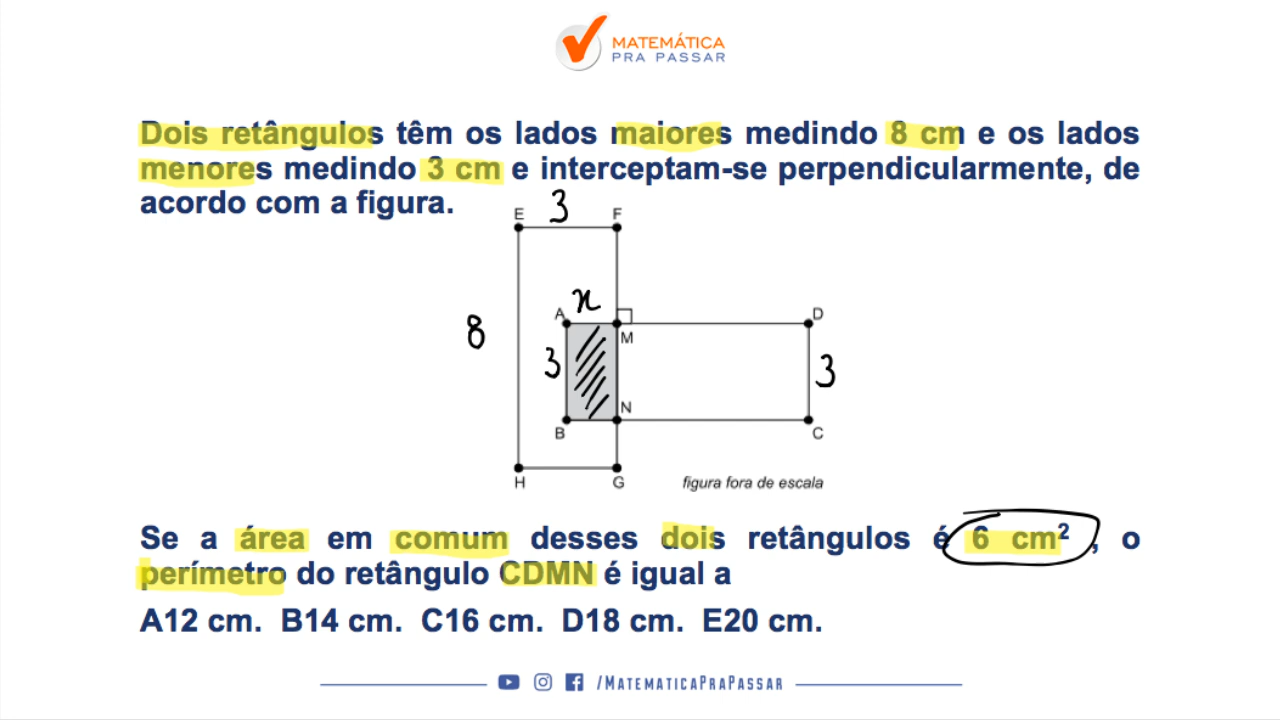 MATEMÁTICA
PRA PASSAR
Dois retângulos têm os lados maiores medindo 8 cm e os lados
menores medindo 3 cm e interceptam-se perpendicularmente, de
acordo com a figura.
E 3 F
A x D
8 M
3 3
N
B C
H G figura fora de escala
Se a área em comum desses dois retângulos é 6 cm², o
perímetro do retângulo CDMN é igual a
A12 cm. B14 cm. C16 cm. D18 cm. E20 cm.
/MATEMATICAPRAPASSAR